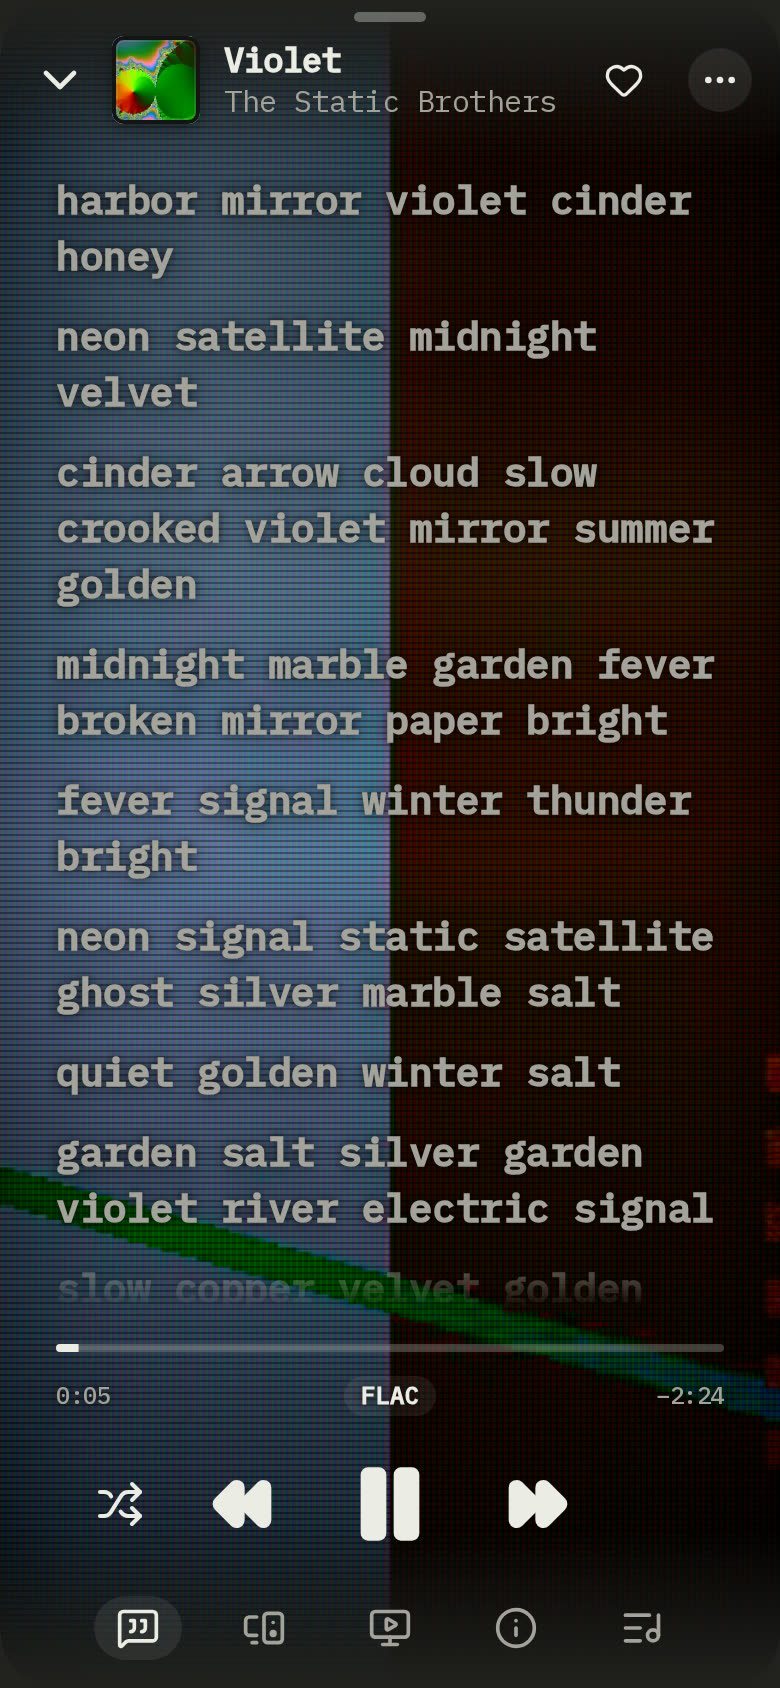 Violet
The Static Brothers
harbor mirror violet cinder
honey
neon satellite midnight
velvet
cinder arrow cloud slow
crooked violet mirror summer
golden
midnight marble garden fever
broken mirror paper bright
fever signal winter thunder
bright
neon signal static satellite
ghost silver marble salt
quiet golden winter salt
garden salt silver garden
violet river electric signal
slow copper velvet golden
0:05
FLAC
−2:24